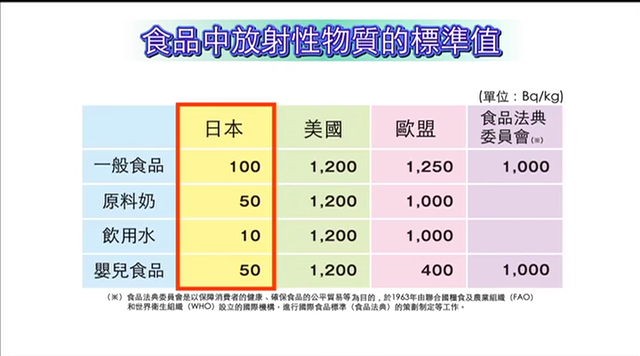 食品中放射性物質的標準值
(單位：Bq/kg)
日本 美國 歐盟 食品法典
委員會(※)
一般食品 100 1,200 1,250 1,000
原料奶 50 1,200 1,000
飲用水 10 1,200 1,000
嬰兒食品 50 1,200 400 1,000
（※）食品法典委員會是以保障消費者的健康、確保食品的公平貿易等為目的，於1963年由聯合國糧食及農業組織（FAO）
和世界衛生組織（WHO）設立的國際機構，進行國際食品標準（食品法典）的策劃制定等工作。